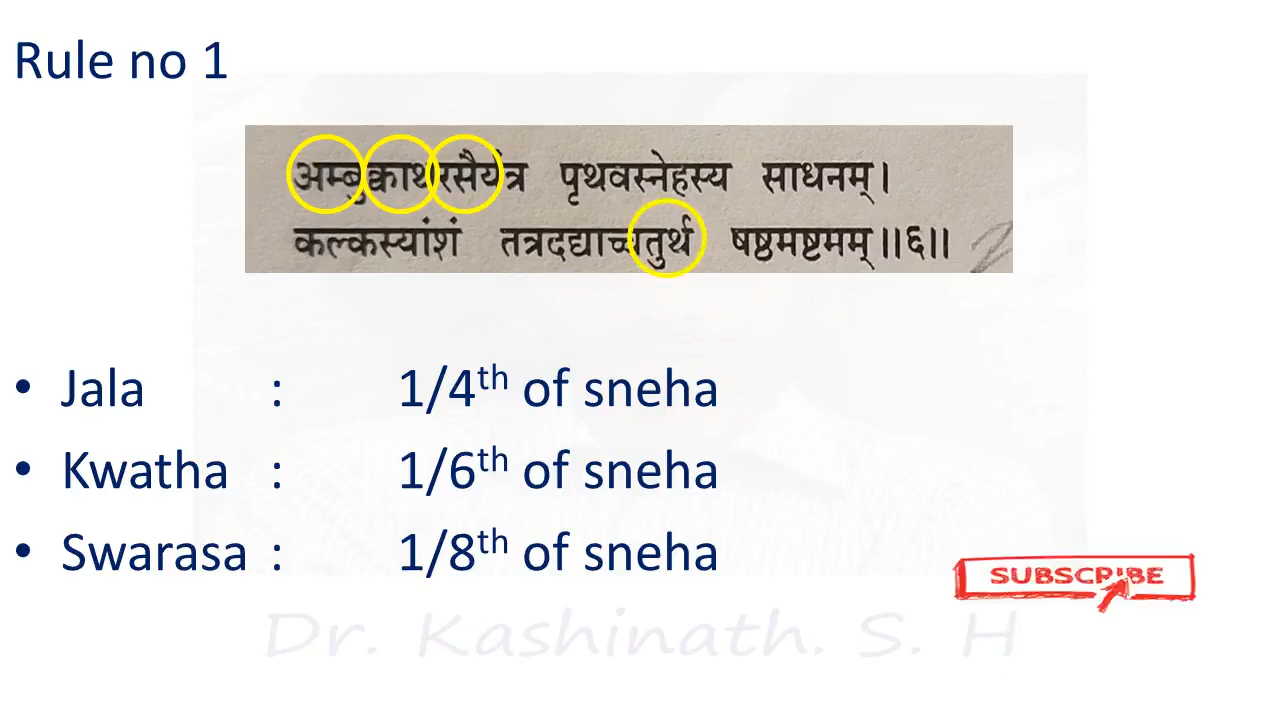 Rule no 1
अम्बुक्वाथरसैर्यत्र पृथक्स्नेहस्य साधनम्।
कल्कस्यांशं तत्रदद्याच्चतुर्थ षष्ठमष्टमम्॥६॥
• Jala : 1/4th of sneha
• Kwatha : 1/6th of sneha
• Swarasa : 1/8th of sneha
SUBSCRIBE
Dr. Kashinath. S. H